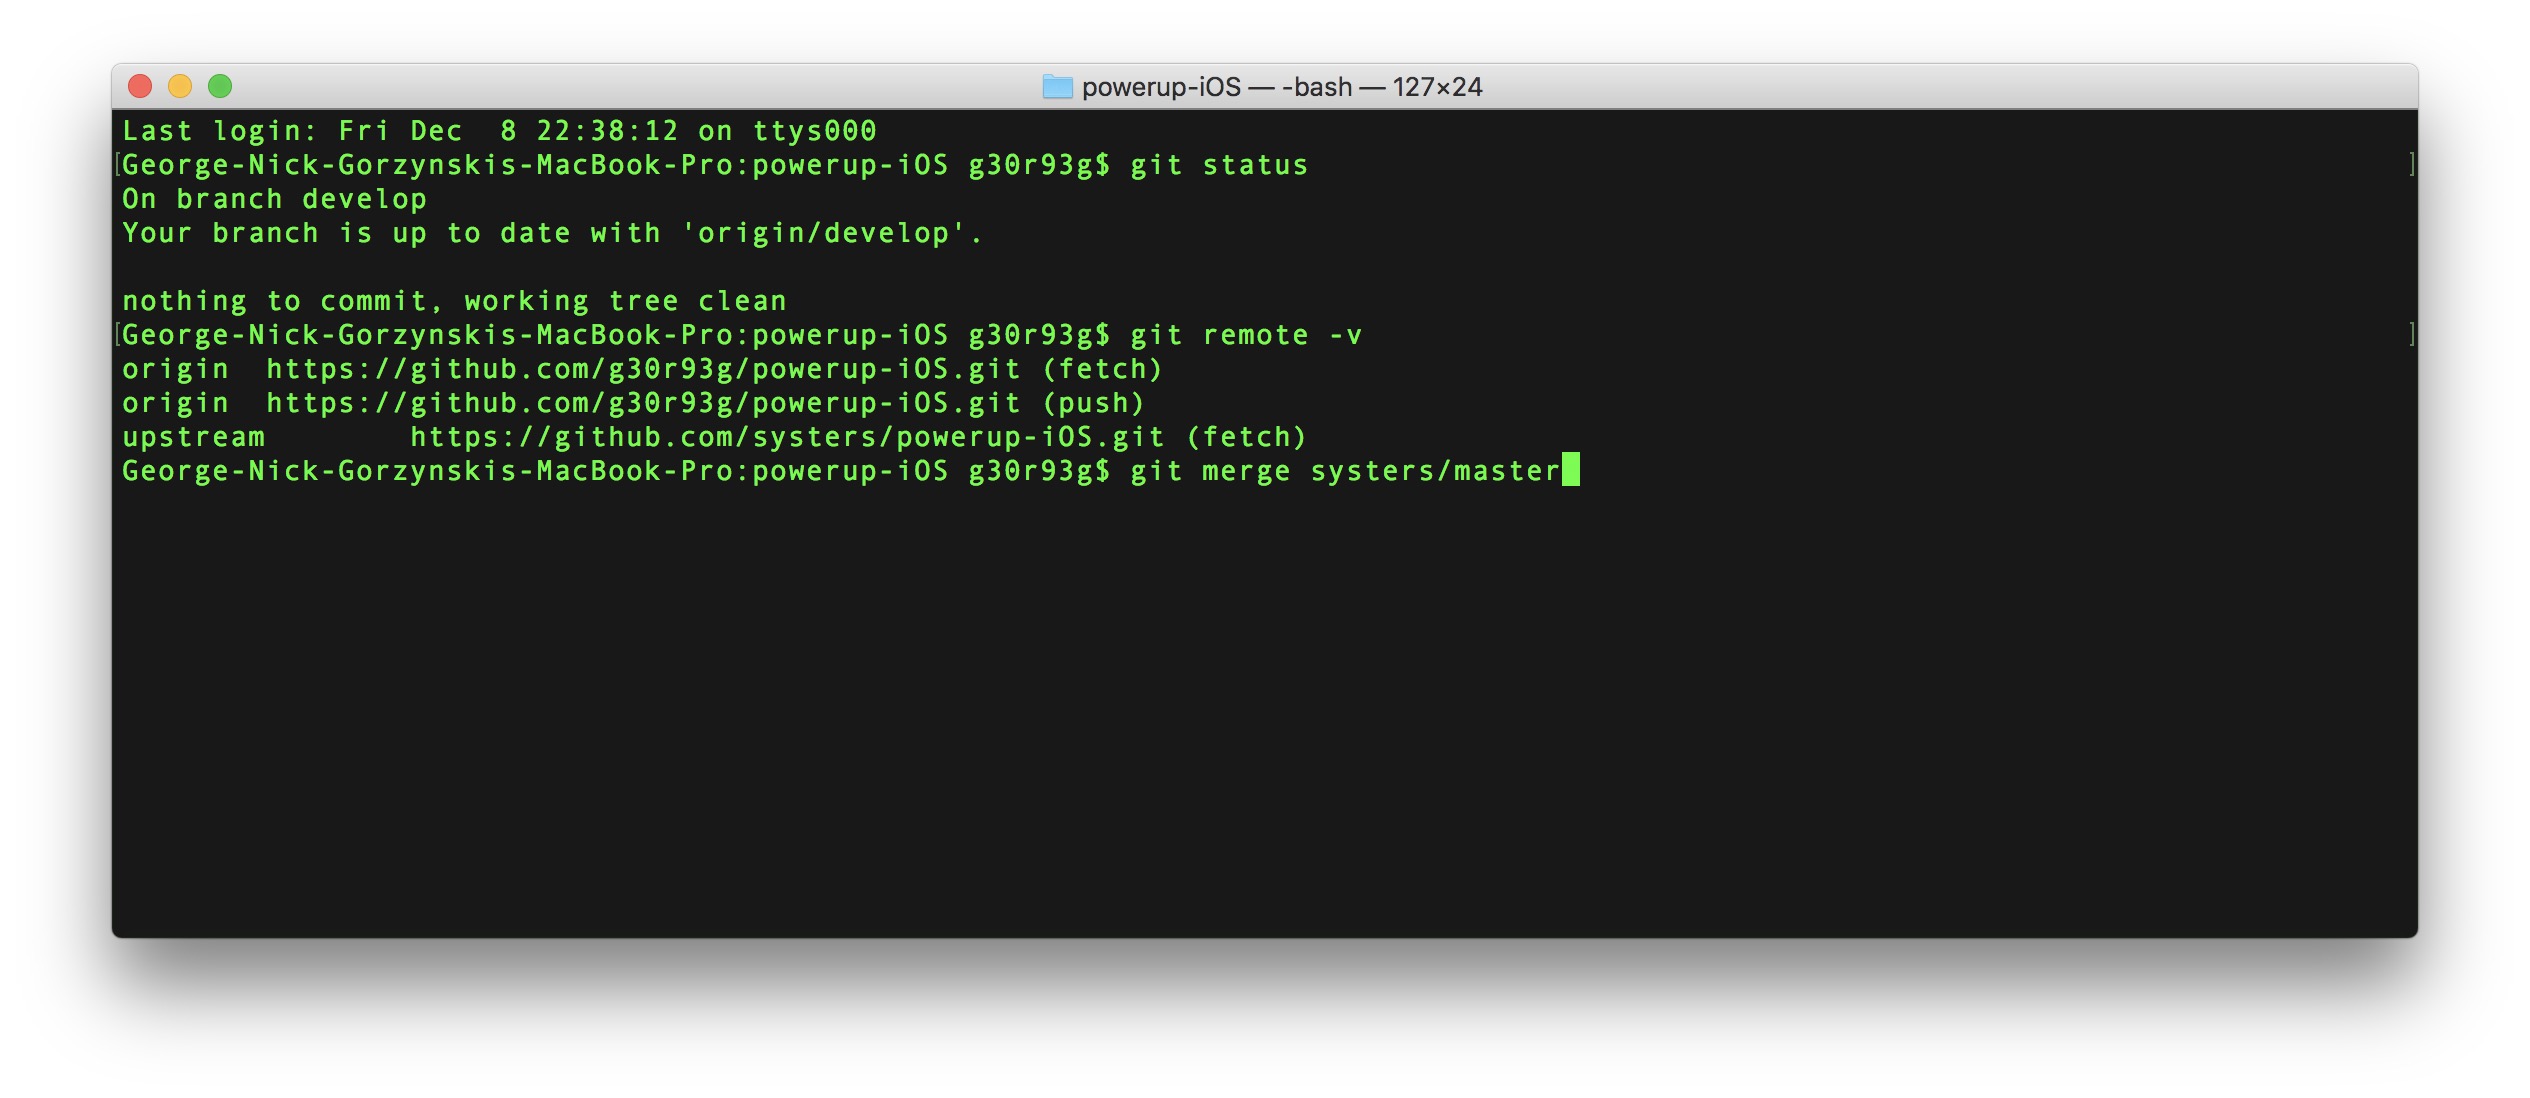 powerup-iOS — -bash — 127×24
Last login: Fri Dec  8 22:38:12 on ttys000
[George-Nick-Gorzynskis-MacBook-Pro:powerup-iOS g30r93g$ git status ]
On branch develop
Your branch is up to date with 'origin/develop'.
nothing to commit, working tree clean
[George-Nick-Gorzynskis-MacBook-Pro:powerup-iOS g30r93g$ git remote -v ]
origin  https://github.com/g30r93g/powerup-iOS.git (fetch)
origin  https://github.com/g30r93g/powerup-iOS.git (push)
upstream        https://github.com/systers/powerup-iOS.git (fetch)
George-Nick-Gorzynskis-MacBook-Pro:powerup-iOS g30r93g$ git merge systers/master